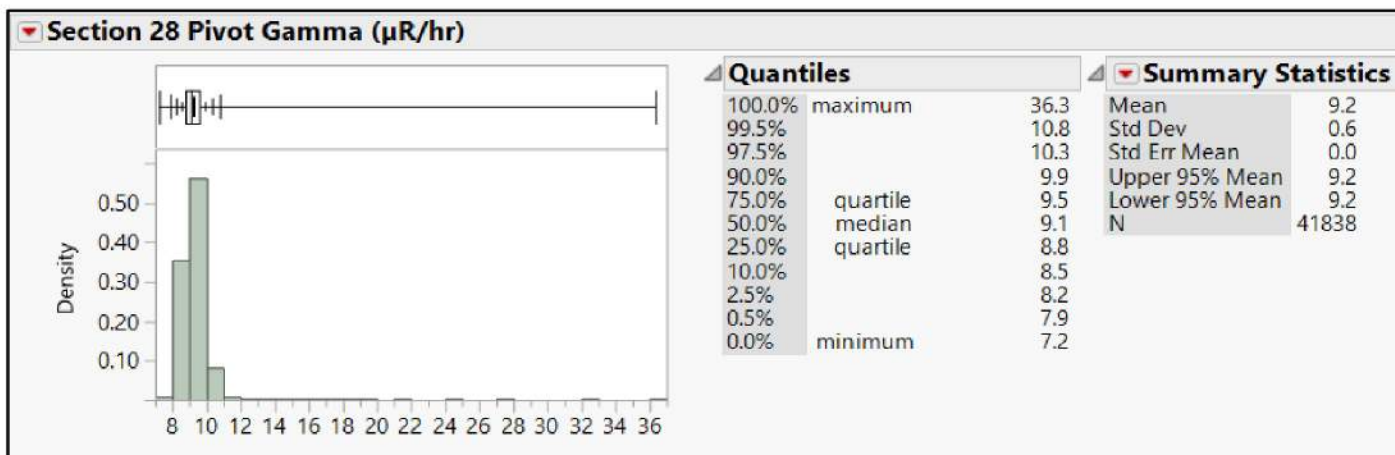 Section 28 Pivot Gamma (µR/hr)
Density
0.50
0.40
0.30
0.20
0.10
8 10 12 14 16 18 20 22 24 26 28 30 32 34 36
Quantiles
100.0% maximum 36.3
99.5% 10.8
97.5% 10.3
90.0% 9.9
75.0% quartile 9.5
50.0% median 9.1
25.0% quartile 8.8
10.0% 8.5
2.5% 8.2
0.5% 7.9
0.0% minimum 7.2
Summary Statistics
Mean 9.2
Std Dev 0.6
Std Err Mean 0.0
Upper 95% Mean 9.2
Lower 95% Mean 9.2
N 41838